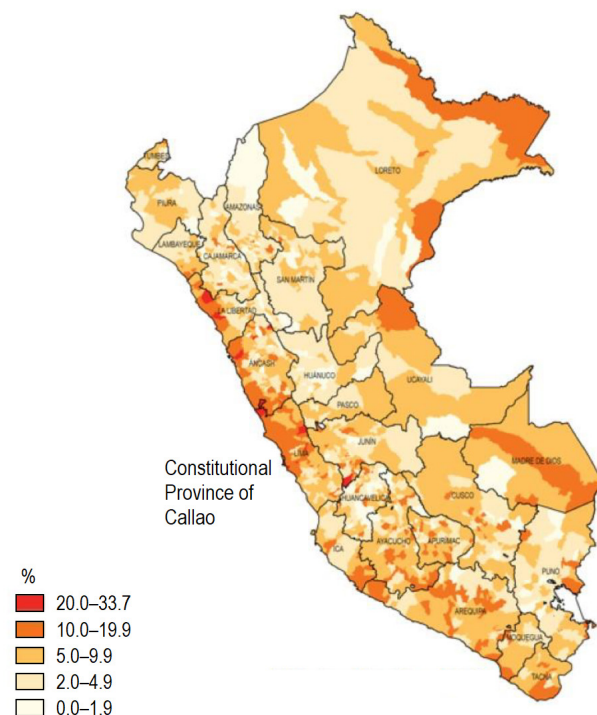 TUMBES
PIURA
LAMBAYEQUE
CAJAMARCA
AMAZONAS
LORETO
SAN MARTIN
LA LIBERTAD
ANCASH
HUÁNUCO
UCAYALI
PASCO
JUNÍN
LIMA
Constitutional
Province of
Callao
MADRE DE DIOS
CUSCO
HUANCAVELICA
AYACUCHO
APURIMAC
ICA
PUNO
AREQUIPA
MOQUEGUA
TACNA
%
20.0–33.7
10.0–19.9
5.0–9.9
2.0–4.9
0.0–1.9